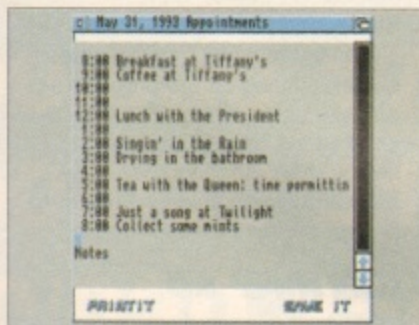 May 31, 1993 Appointments
8:00 Breakfast at Tiffany's
9:00 Coffee at Tiffany's
10:00
11:00
12:00 Lunch with the President
1:00
2:00 Singin' in the Rain
3:00 Drying in the bathroom
4:00
5:00 Tea with the Queen: time permittin
6:00
7:00 Just a song at Twilight
8:00 Collect some mints
Notes
PRINTIT
IT